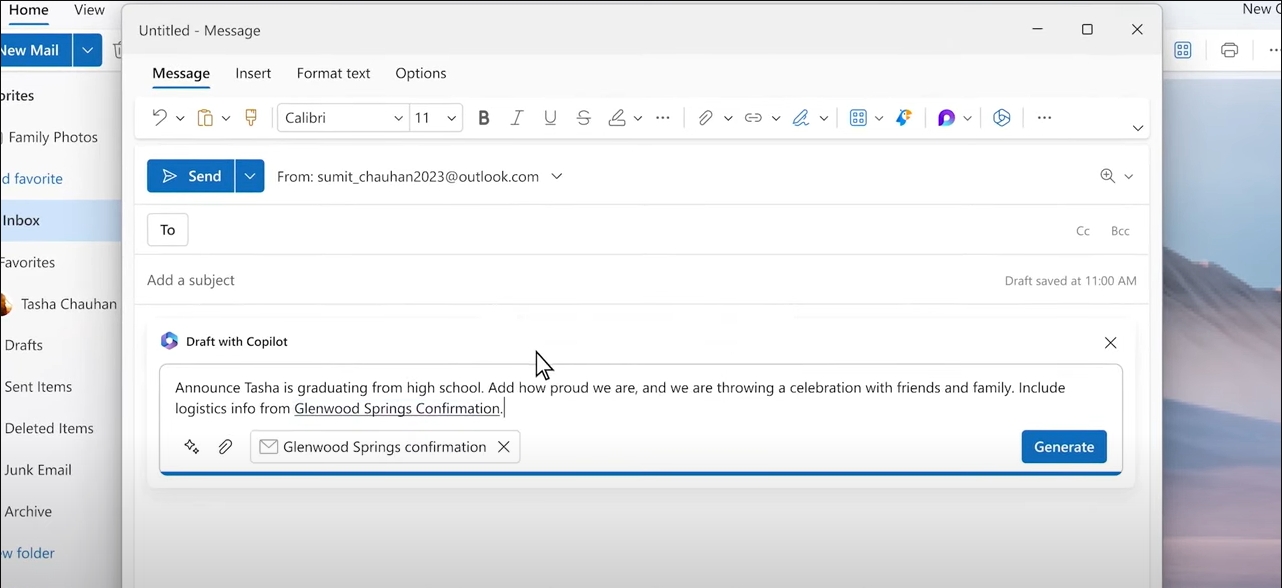 Home View
New
New Mail
Untitled - Message
Message Insert Format text Options
Calibri 11 B I U S
Send From: sumit_chauhan2023@outlook.com
To Cc Bcc
Add a subject Draft saved at 11:00 AM
Draft with Copilot
Announce Tasha is graduating from high school. Add how proud we are, and we are throwing a celebration with friends and family. Include
logistics info from Glenwood Springs Confirmation.
Glenwood Springs confirmation
Generate
orites
Family Photos
d favorite
Inbox
Favorites
Tasha Chauhan
Drafts
Sent Items
Deleted Items
Junk Email
Archive
w folder